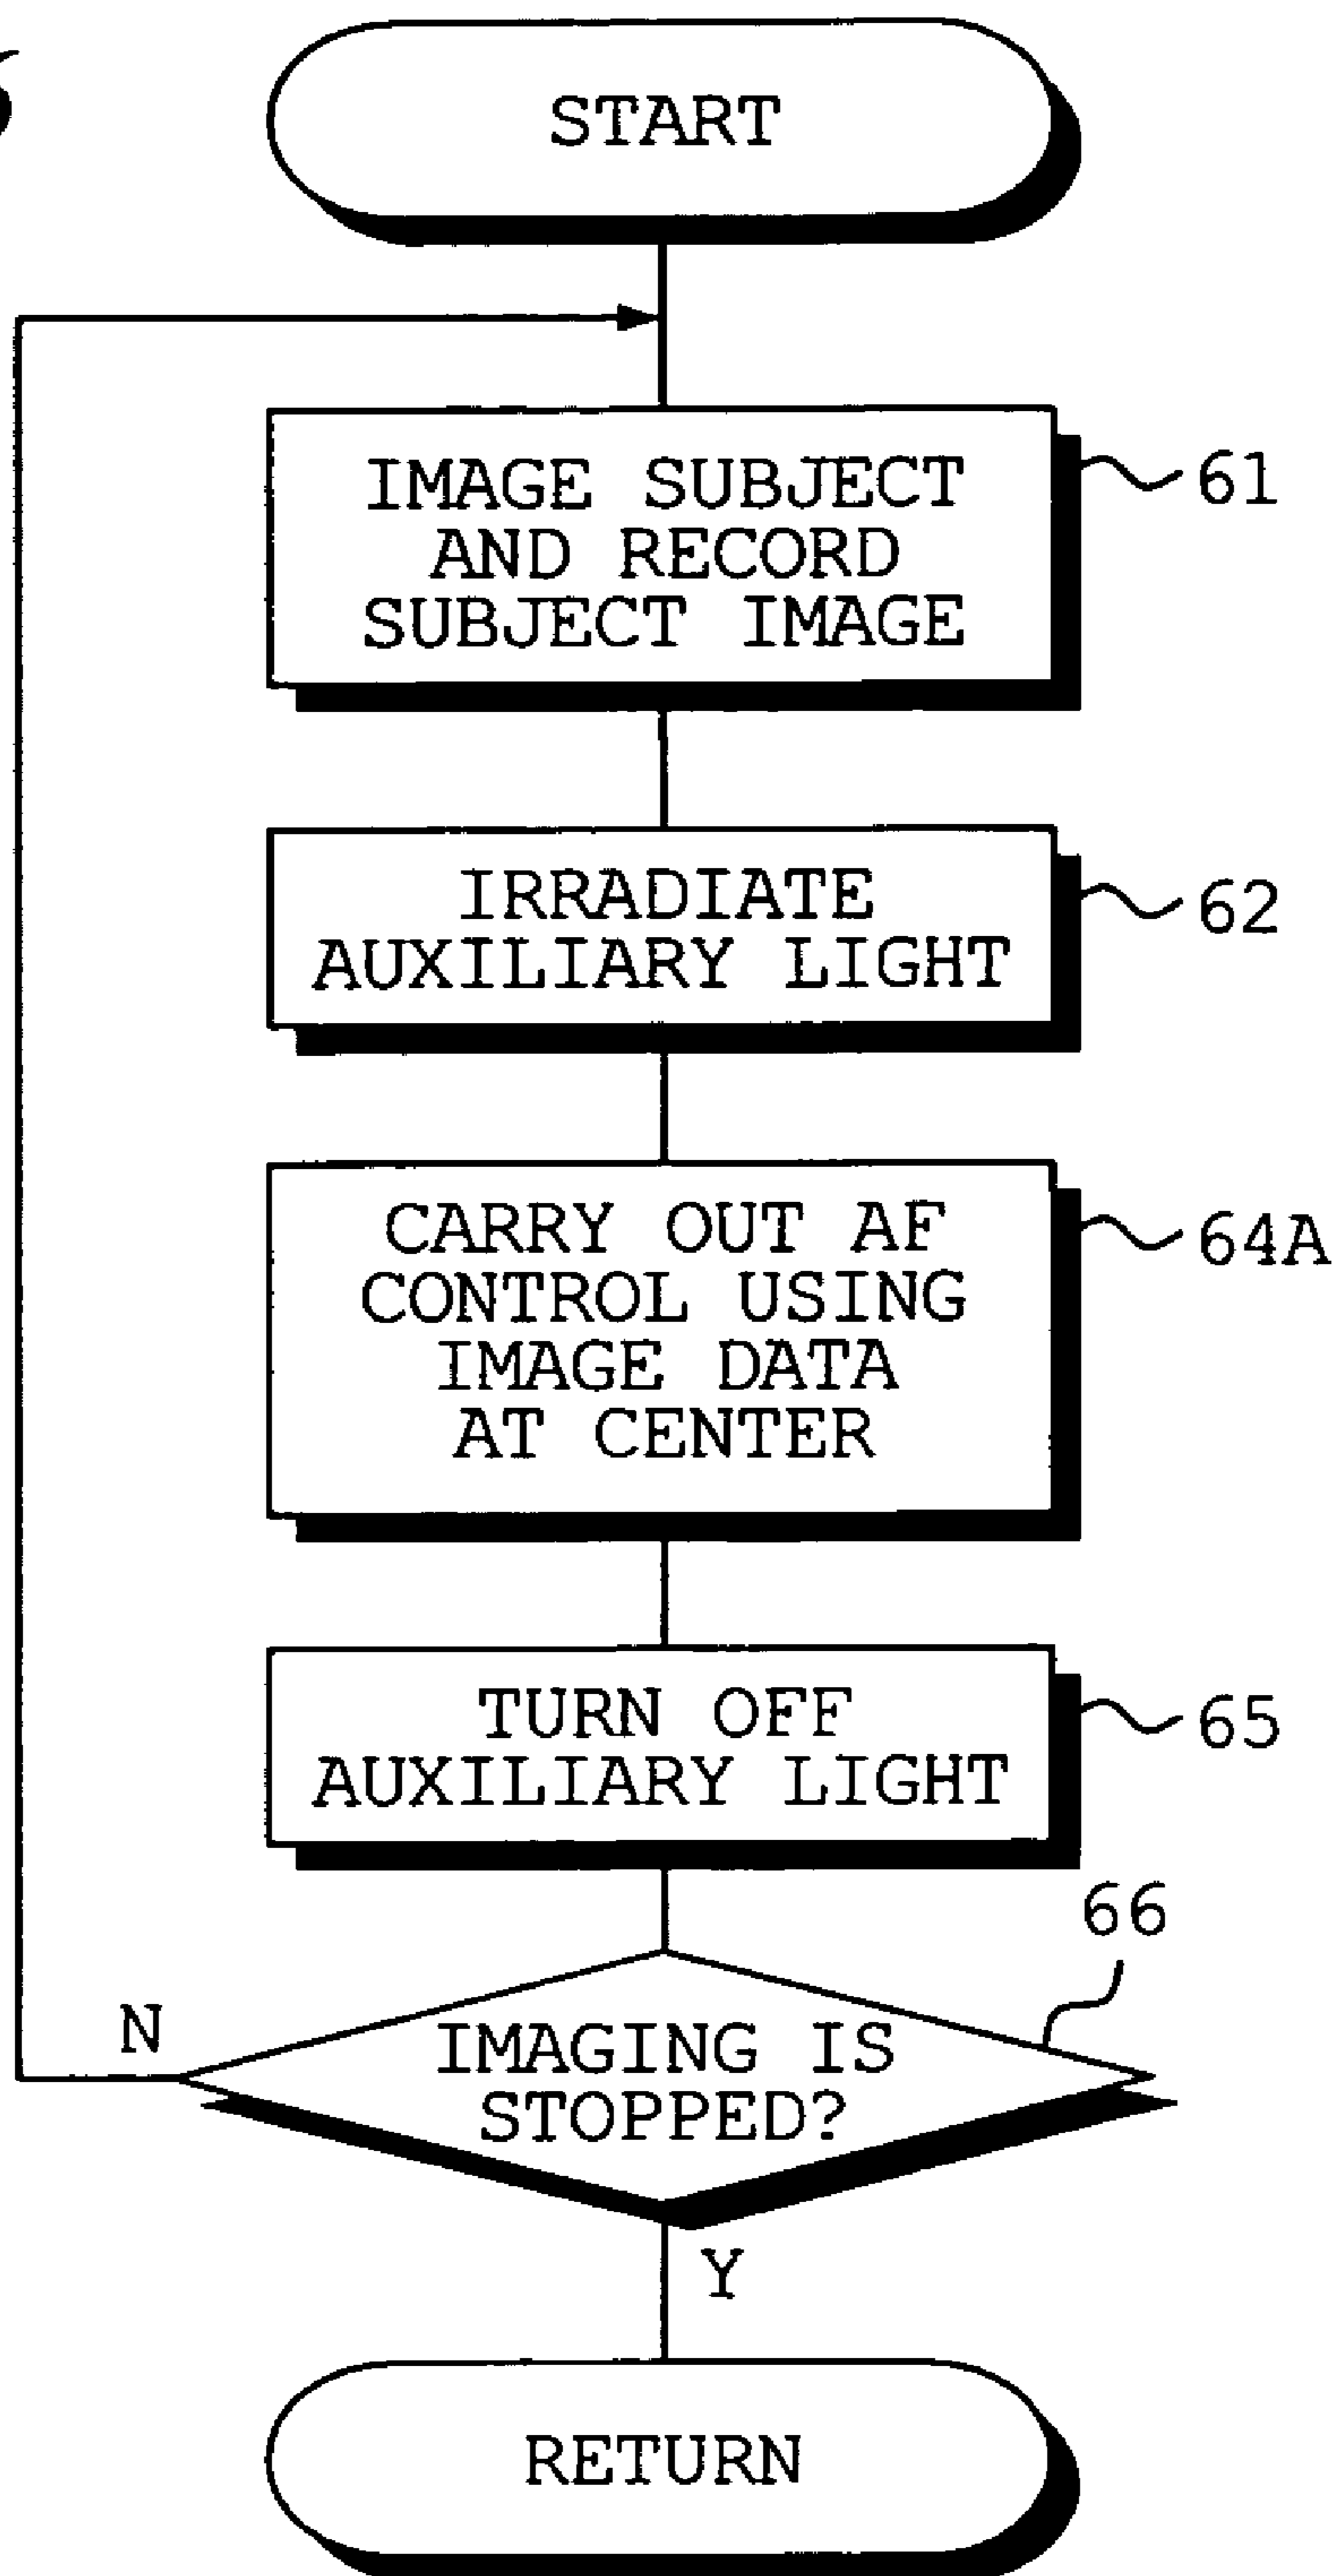 START
IMAGE SUBJECT
AND RECORD
SUBJECT IMAGE
61
IRRADIATE
AUXILIARY LIGHT
62
CARRY OUT AF
CONTROL USING
IMAGE DATA
AT CENTER
64A
TURN OFF
AUXILIARY LIGHT
65
66
N
IMAGING IS
STOPPED?
Y
RETURN